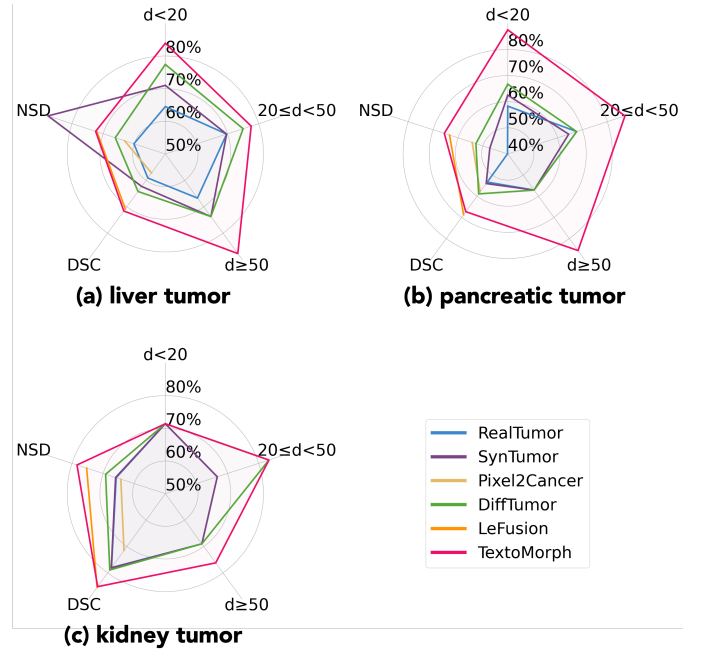 d<20
80%
70%
60%
50%
NSD
20≤d<50
DSC
d≥50
(a) liver tumor
d<20
80%
70%
60%
50%
40%
NSD
20≤d<50
DSC
d≥50
(b) pancreatic tumor
d<20
80%
70%
60%
50%
NSD
20≤d<50
DSC
d≥50
(c) kidney tumor
RealTumor
SynTumor
Pixel2Cancer
DiffTumor
LeFusion
TextoMorph